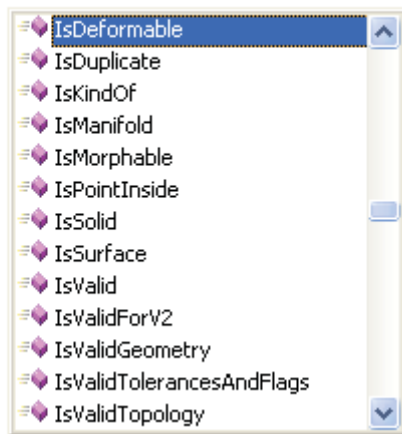 IsDeformable
IsDuplicate
IsKindOf
IsManifold
IsMorphable
IsPointInside
IsSolid
IsSurface
IsValid
IsValidForV2
IsValidGeometry
IsValidTolerancesAndFlags
IsValidTopology